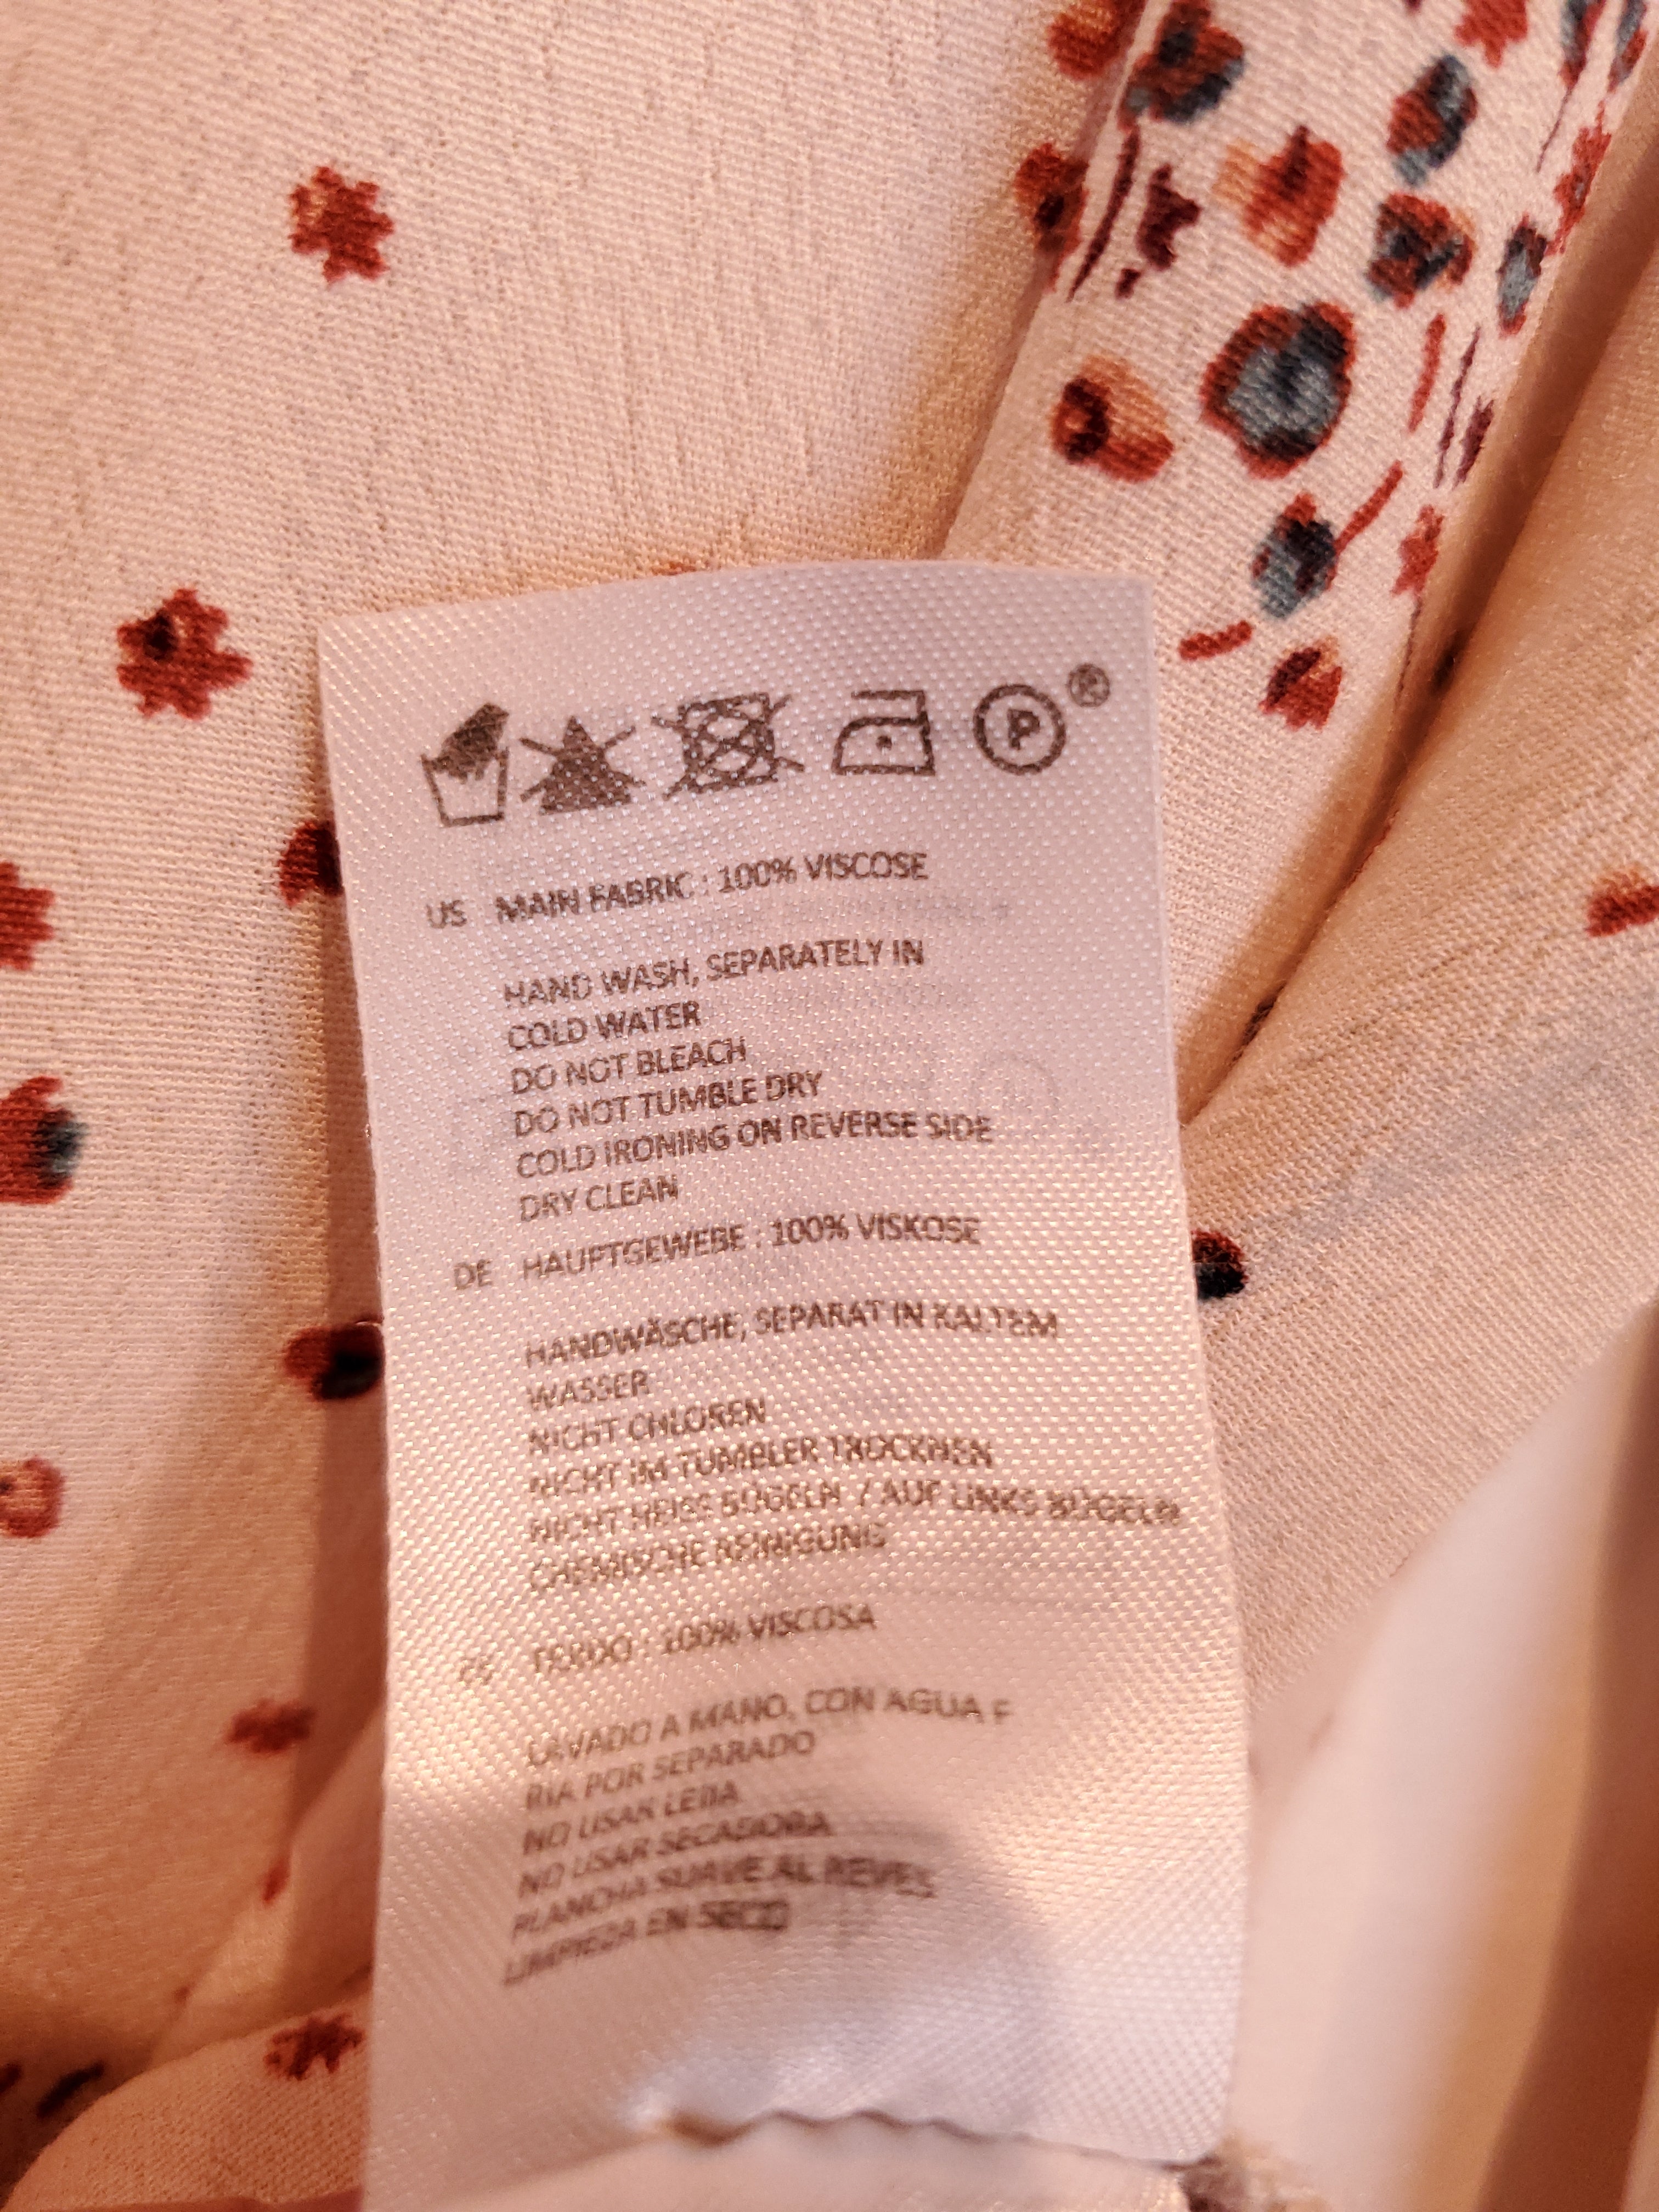 P ®
US MAIN FABRIC : 100% VISCOSE
HAND WASH, SEPARATELY IN
COLD WATER
DO NOT BLEACH
DO NOT TUMBLE DRY
COLD IRONING ON REVERSE SIDE
DRY CLEAN
DE HAUPTGEWEBE : 100% VISKOSE
HANDWÄSCHE, SEPARAT IN KALTEM
WASSER
NICHT CHLOREN
NICHT IM TUMBLER TROCKNEN
NICHT HEISS BÜGELN / AUF LINKS BÜGELN
CHEMISCHE REINIGUNG
: 100% VISCOSA
LAVADO A MANO, CON AGUA F
RIA POR SEPARADO
NO USAR
NO USAR SECADORA
PLANCHA SUAVE AL REVES
LIMPIEZA EN SECO